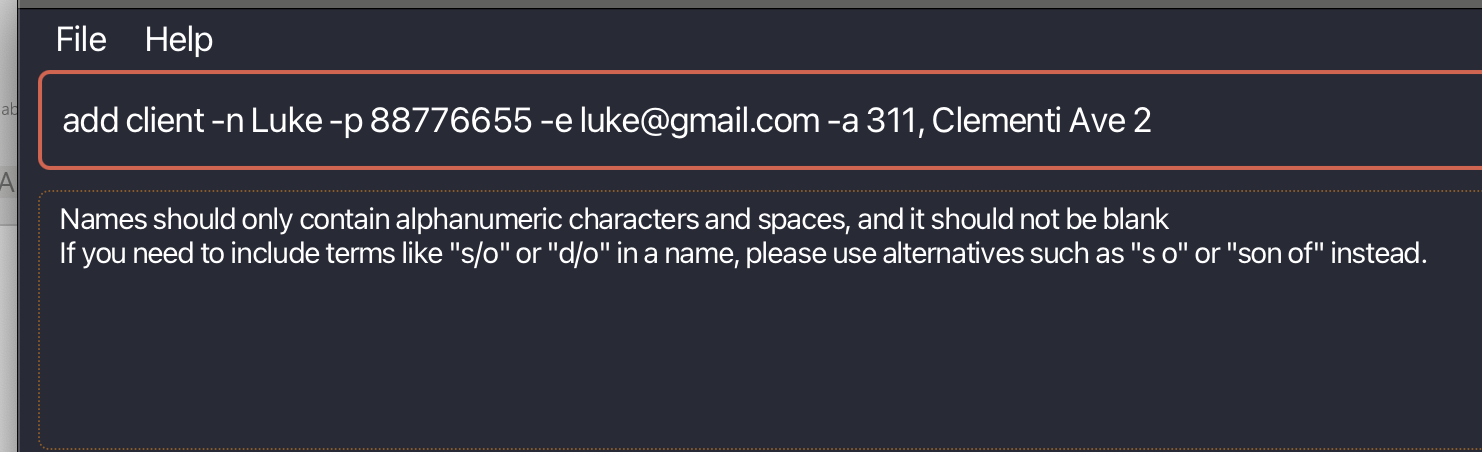 File Help
ab
add client -n Luke -p 88776655 -e luke@gmail.com -a 311, Clementi Ave 2
A
Names should only contain alphanumeric characters and spaces, and it should not be blank
If you need to include terms like "s/o" or "d/o" in a name, please use alternatives such as "s o" or "son of" instead.